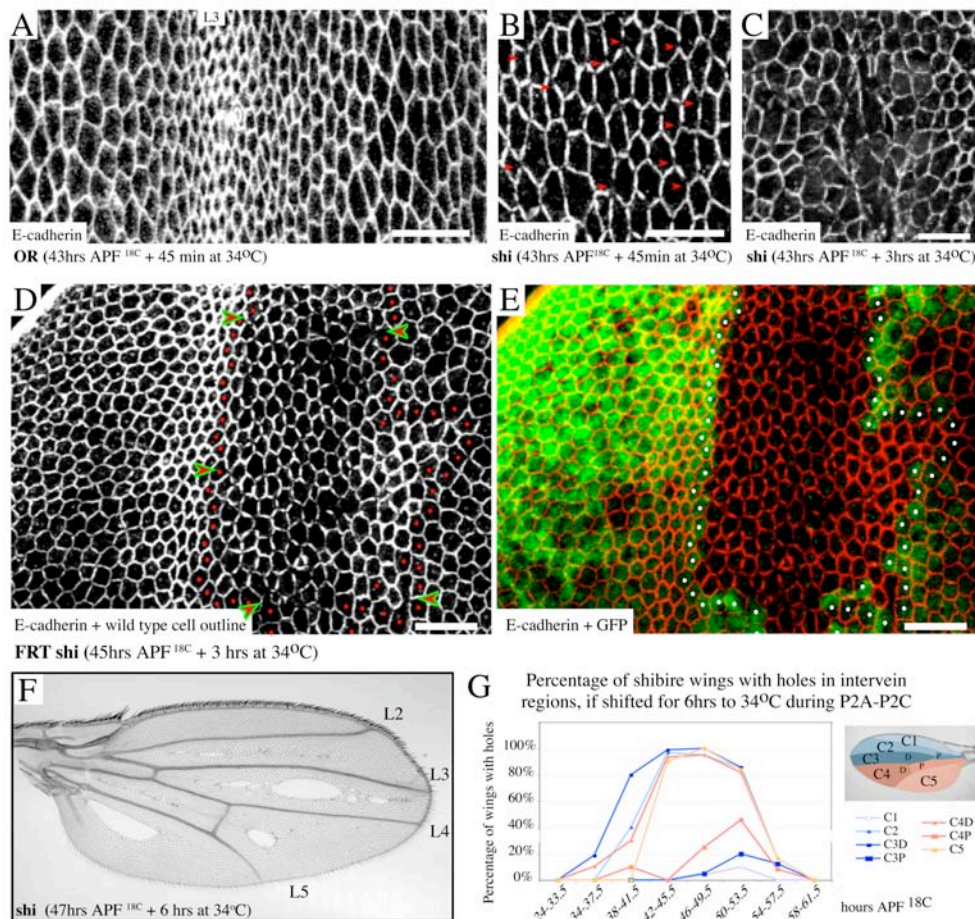 A
L3
E-cadherin
OR (43hrs APF 18C + 45 min at 34OC)
B
shi (43hrs APF18C + 45min at 34OC)
C
E-cadherin
shi (43hrs APF 18C + 3hrs at 34OC)
D
E-cadherin + wild type cell outline
FRT shi (45hrs APF 18C + 3 hrs at 34OC)
E
E-cadherin + GFP
F
L2
L3
L4
L5
shi (47hrs APF 18C + 6 hrs at 34oC)
G
Percentage of shibire wings with holes in intervein
regions, if shifted for 6hrs to 34OC during P2A-P2C
Percentage of wings with holes
100%
80%
60%
40%
20%
0%
24-33.5
34-37.5
38-41.5
42-45.5
46-49.5
50-53.5
54-57.5
58-61.5
hours APF 18C
C1
C2
C3
D
P
C4
D
P
C5
C1
C2
C3D
C3P
C4D
C4P
C5